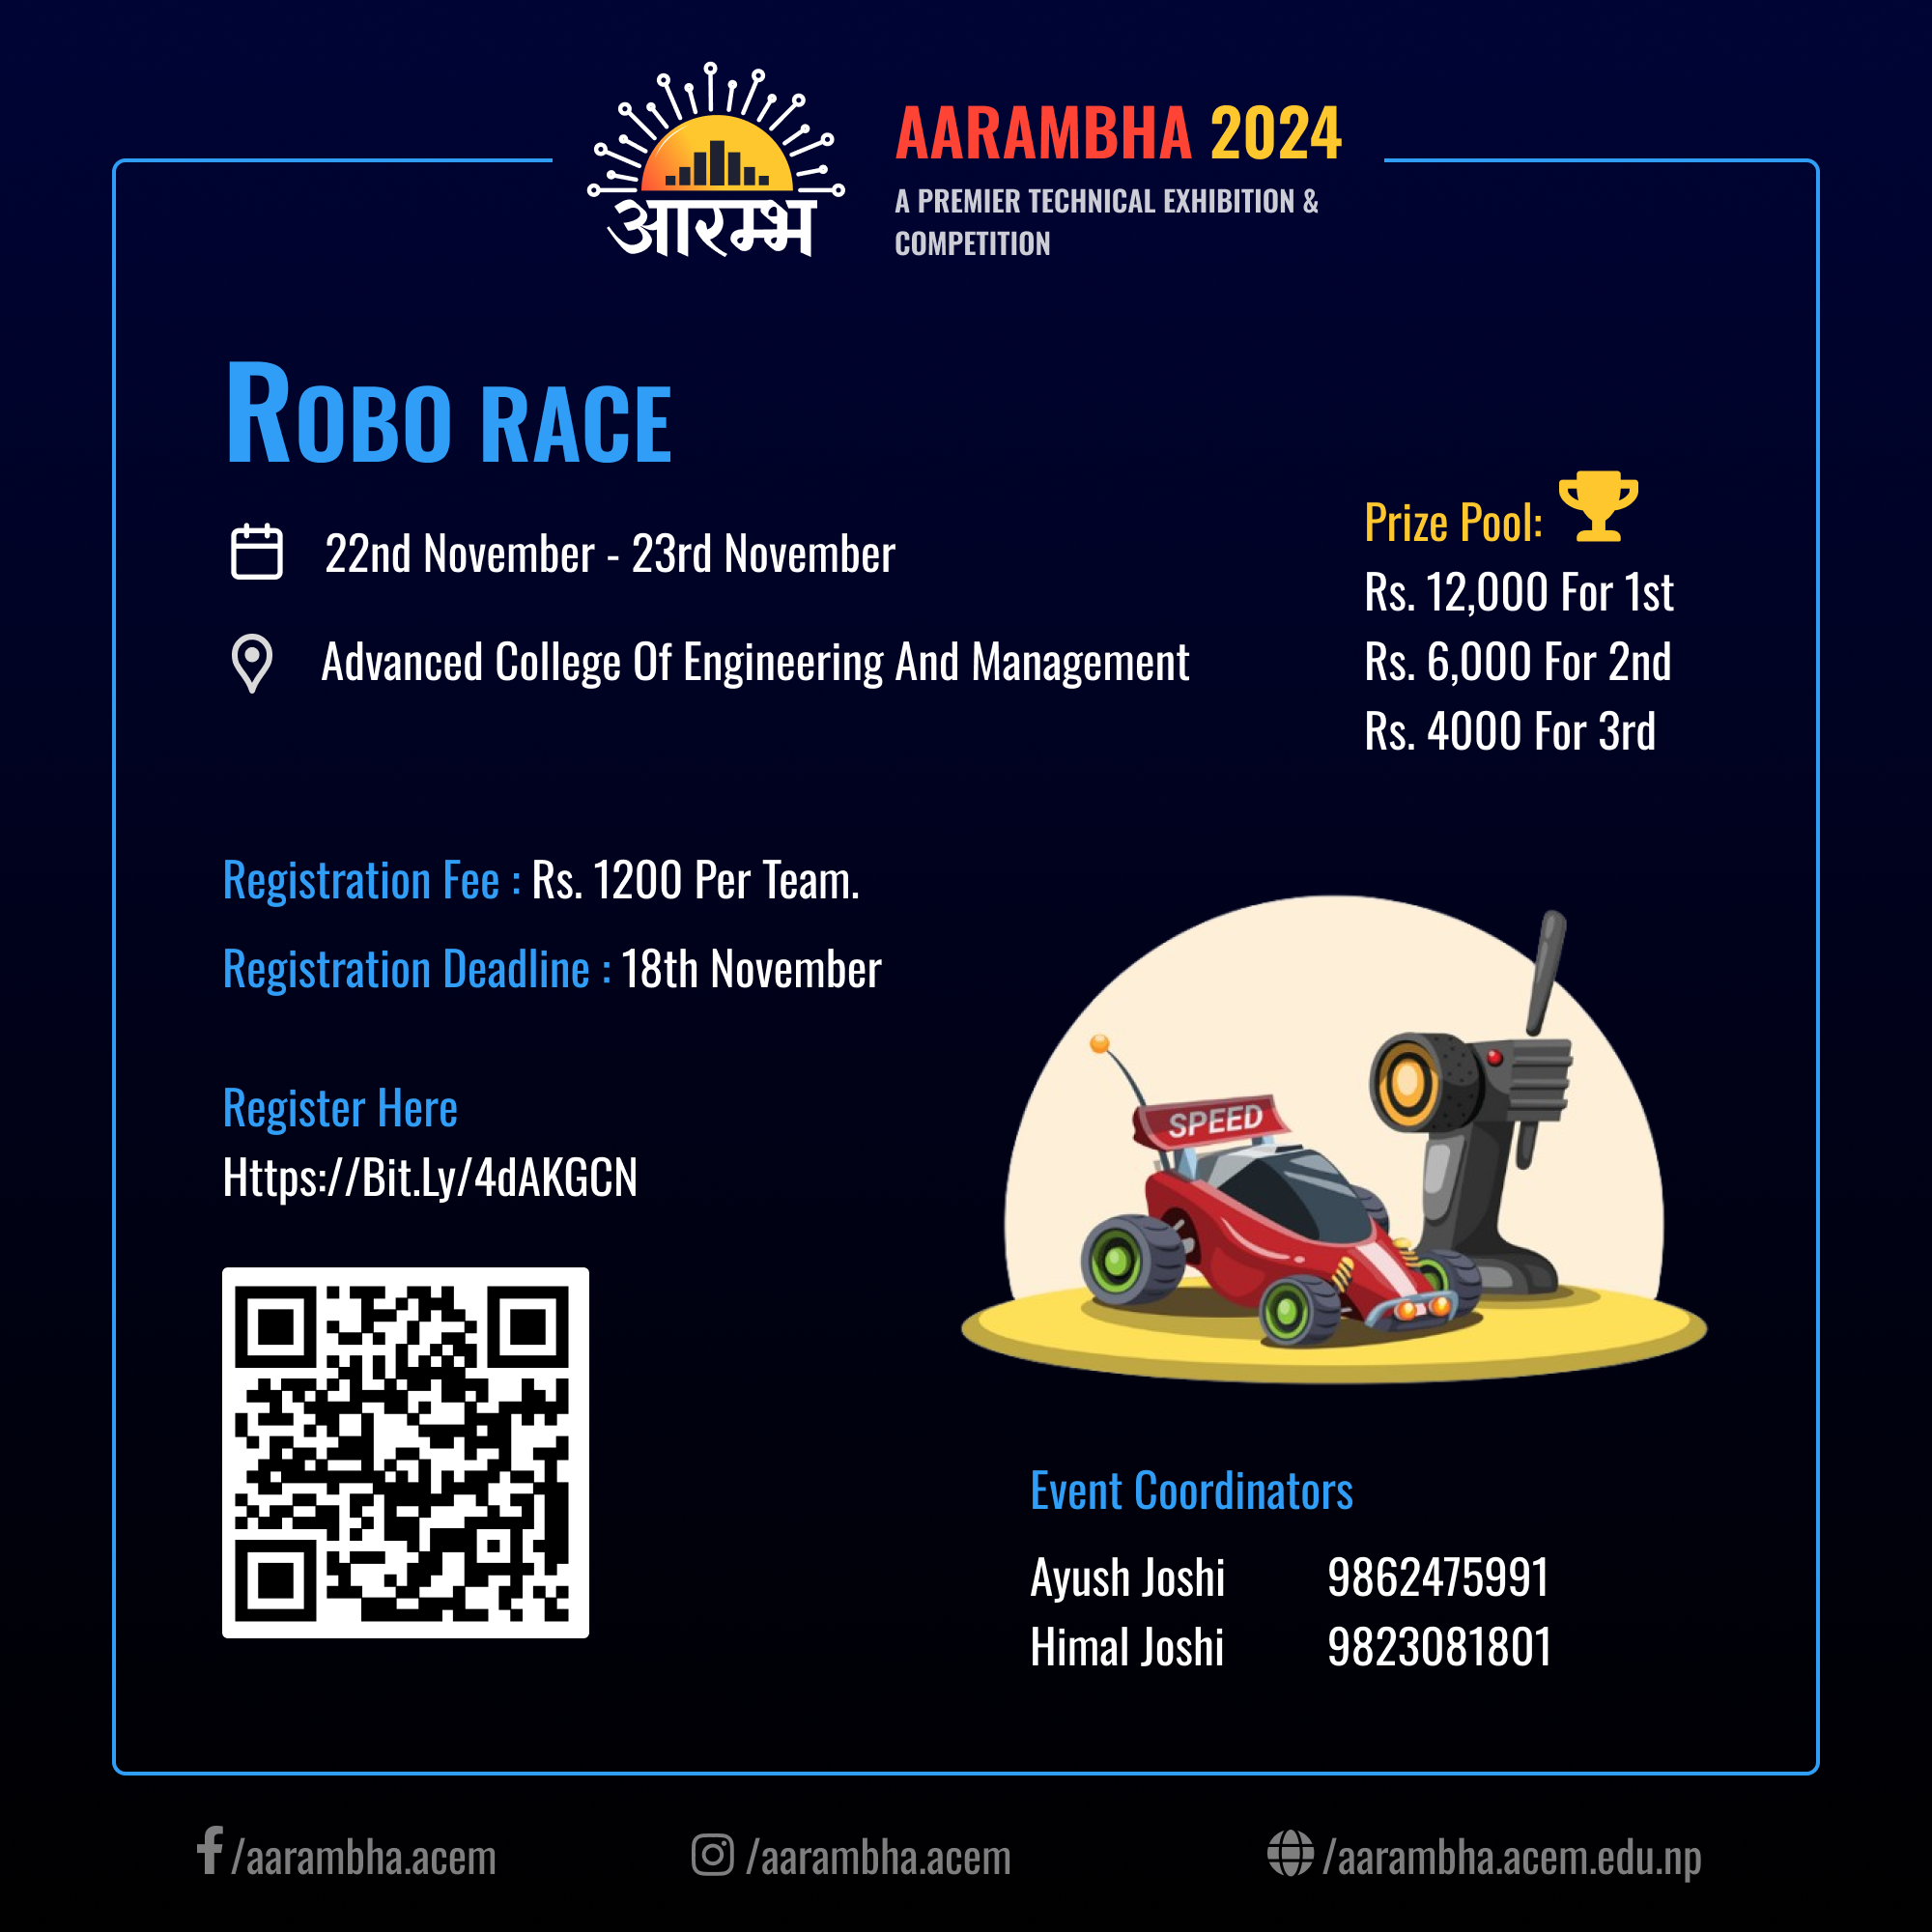 आरम्भ
AARAMBHA 2024
A PREMIER TECHNICAL EXHIBITION &
COMPETITION
ROBO RACE
22nd November - 23rd November
Advanced College Of Engineering And Management
Prize Pool:
Rs. 12,000 For 1st
Rs. 6,000 For 2nd
Rs. 4000 For 3rd
Registration Fee : Rs. 1200 Per Team.
Registration Deadline : 18th November
Register Here
Https://Bit.Ly/4dAKGCN
SPEED
Event Coordinators
Ayush Joshi 9862475991
Himal Joshi 9823081801
/aarambha.acem
/aarambha.acem
/aarambha.acem.edu.np